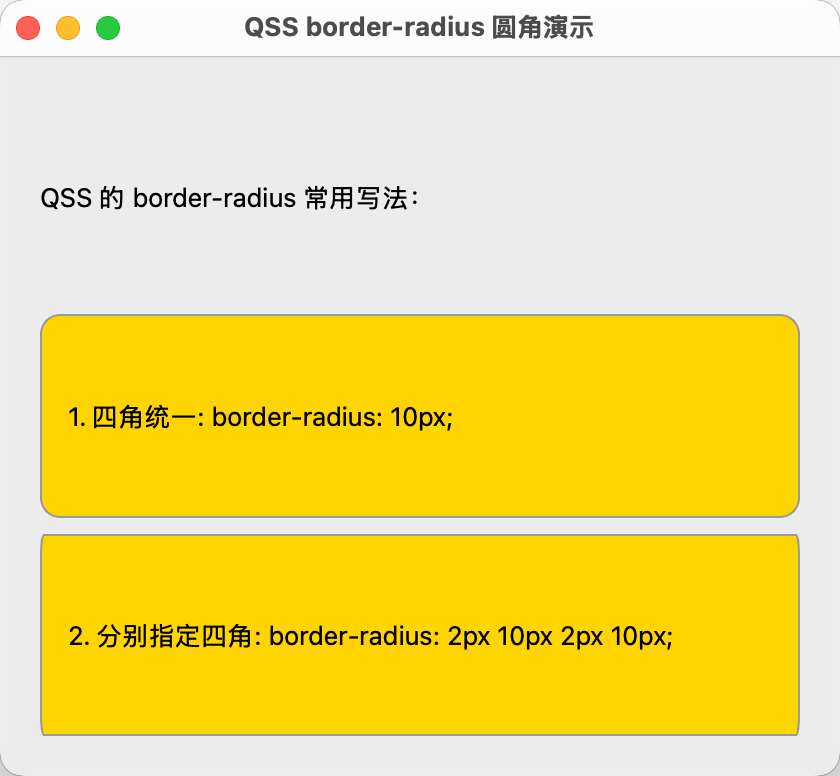 QSS border-radius 圆角演示
QSS 的 border-radius 常用写法：
1. 四角统一: border-radius: 10px;
2. 分别指定四角: border-radius: 2px 10px 2px 10px;